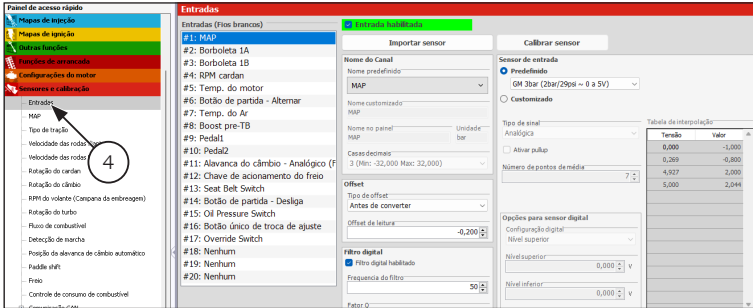 Painel de acesso rápido
Mapas de injeção
Mapas de ignição
Outras funções
Funções de arrancada
Configurações do motor
Sensores e calibração
Entradas
MAP
Tipo de tração
Velocidade das rodas
Velocidade das rodas
Rotação do cardan
Rotação do câmbio
RPM do volante (Campana da embreagem)
Rotação do turbo
Fluxo de combustível
Detecção de marcha
Posição da alavanca do câmbio automático
Paddle shift
Freio
Controle de consumo de combustível
Comunicação CAN
4
Entradas
Entradas (Fios brancos)
#1: MAP
#2: Borboleta 1A
#3: Borboleta 1B
#4: RPM cardan
#5: Temp. do motor
#6: Botão de partida - Alternar
#7: Temp. do Ar
#8: Boost pre-TB
#9: Pedal1
#10: Pedal2
#11: Alavanca do câmbio - Analógico (F
#12: Chave de acionamento do freio
#13: Seat Belt Switch
#14: Botão de partida - Desliga
#15: Oil Pressure Switch
#16: Botão único de troca de ajuste
#17: Override Switch
#18: Nenhum
#19: Nenhum
#20: Nenhum
Entrada habilitada
Importar sensor
Calibrar sensor
Nome do Canal
Nome predefinido
MAP
Nome customizado
MAP
Nome no painel Unidade
MAP bar
Casas decimais
3 (Min: -32,000 Max: 32,000)
Offset
Tipo de offset
Antes de converter
Offset de leitura
-0,200
Filtro digital
Filtro digital habilitado
Frequencia do filtro
50
Fator Q
Sensor de entrada
Predefinido
GM 3bar (2bar/29psi ~ 0 a 5V)
Customizado
Tipo de sinal
Analógica
Ativar pullup
Número de pontos de média
7
Opções para sensor digital
Configuração digital
Nível superior
Nível superior
0,000 v
Nível inferior
0,000 v
Tabela de interpolação
Tensão Valor
0,000 -1,000
0,269 -0,800
4,927 2,000
5,000 2,044